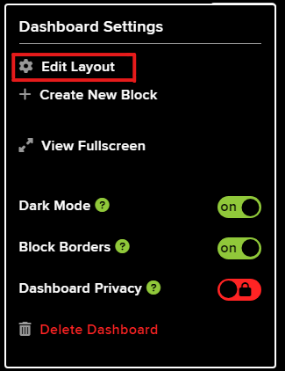 Dashboard Settings
Edit Layout
Create New Block
View Fullscreen
Dark Mode ?
on
Block Borders ?
on
Dashboard Privacy ?
Delete Dashboard